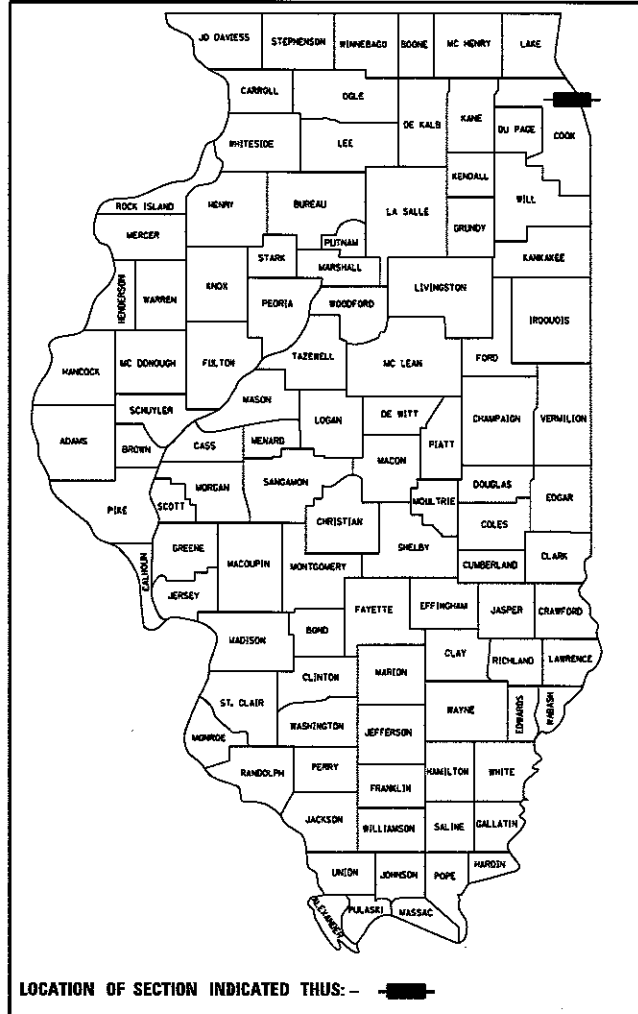 JO DAVIESS STEPHENSON WINNEBAGO BOONE MC HENRY LAKE
CARROLL OGLE DE KALB KANE DU PAGE COOK
WHITESIDE LEE
KENDALL WILL
ROCK ISLAND HENRY BUREAU LA SALLE
MERCER PUTNAM GRUNDY
STARK MARSHALL KANKAKEE
HENDERSON WARREN KNOX PEORIA WOODFORD LIVINGSTON IROQUOIS
HANCOCK MC DONOUGH FULTON TAZEWELL MC LEAN FORD
SCHUYLER MASON LOGAN DE WITT CHAMPAIGN VERMILION
ADAMS BROWN CASS MENARD MACON PIATT
PIKE SCOTT MORGAN SANGAMON MOULTRIE DOUGLAS EDGAR
CHRISTIAN COLES
CALHOUN GREENE MACOUPIN MONTGOMERY SHELBY CUMBERLAND CLARK
JERSEY
FAYETTE EFFINGHAM JASPER CRAWFORD
MADISON BOND
CLAY RICHLAND LAWRENCE
CLINTON MARION
ST. CLAIR WAYNE EDWARDS WABASH
WASHINGTON JEFFERSON
MONROE
RANDOLPH PERRY HAMILTON WHITE
FRANKLIN
JACKSON WILLIAMSON SALINE GALLATIN
HARDIN
UNION JOHNSON POPE
ALEXANDER PULASKI MASSAC
LOCATION OF SECTION INDICATED THUS: –